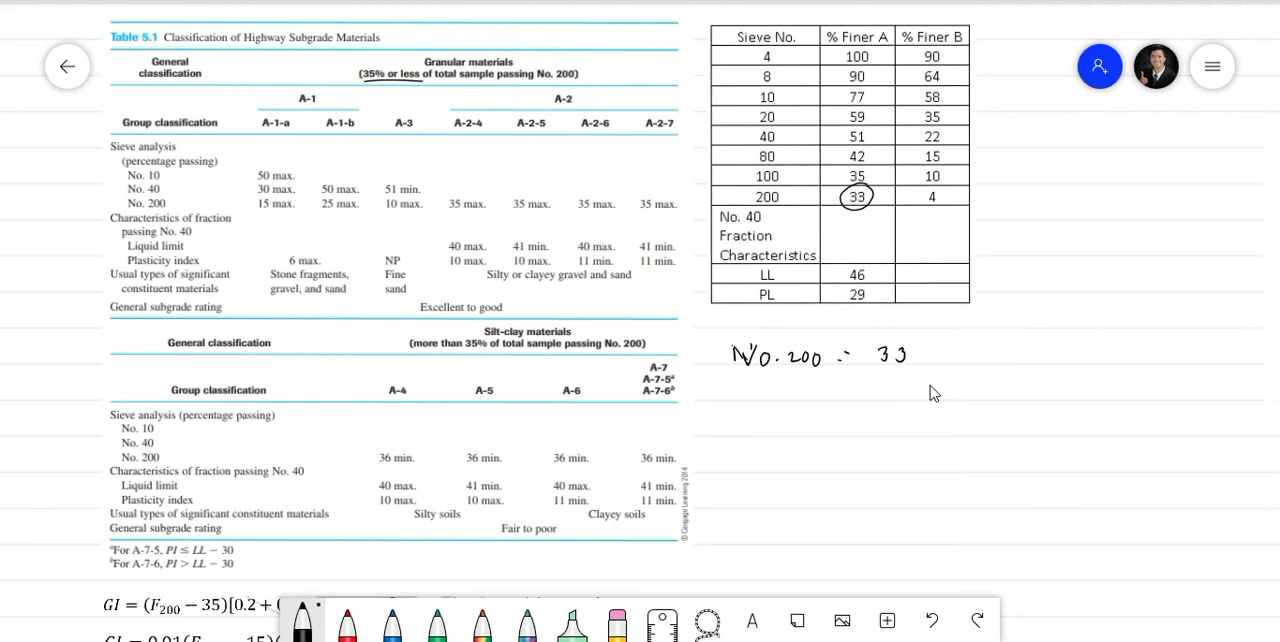 Table 5.1 Classification of Highway Subgrade Materials
General classification
Granular materials
(35% or less of total sample passing No. 200)
A-1
A-2
Group classification A-1-a A-1-b A-3 A-2-4 A-2-5 A-2-6 A-2-7
Sieve analysis
(percentage passing)
No. 10 50 max.
No. 40 30 max. 50 max. 51 min.
No. 200 15 max. 25 max. 10 max. 35 max. 35 max. 35 max. 35 max.
Characteristics of fraction
passing No. 40
Liquid limit 40 max. 41 min. 40 max. 41 min.
Plasticity index 6 max. NP 10 max. 10 max. 11 min. 11 min.
Usual types of significant Stone fragments, Fine Silty or clayey gravel and sand
constituent materials gravel, and sand sand
General subgrade rating Excellent to good
General classification
Silt-clay materials
(more than 35% of total sample passing No. 200)
A-7
A-7-5ᵃ
Group classification A-4 A-5 A-6 A-7-6ᵇ
Sieve analysis (percentage passing)
No. 10
No. 40
No. 200 36 min. 36 min. 36 min. 36 min.
Characteristics of fraction passing No. 40
Liquid limit 40 max. 41 min. 40 max. 41 min.
Plasticity index 10 max. 10 max. 11 min. 11 min.
Usual types of significant constituent materials Silty soils Clayey soils
General subgrade rating Fair to poor
ᵃFor A-7-5, PI ≤ LL − 30
ᵇFor A-7-6, PI > LL − 30
© Cengage Learning 2014
GI = (F200 − 35)[0.2 +
Sieve No. % Finer A % Finer B
4 100 90
8 90 64
10 77 58
20 59 35
40 51 22
80 42 15
100 35 10
200 33 4
No. 40
Fraction
Characteristics
LL 46
PL 29
No. 200 = 33
A